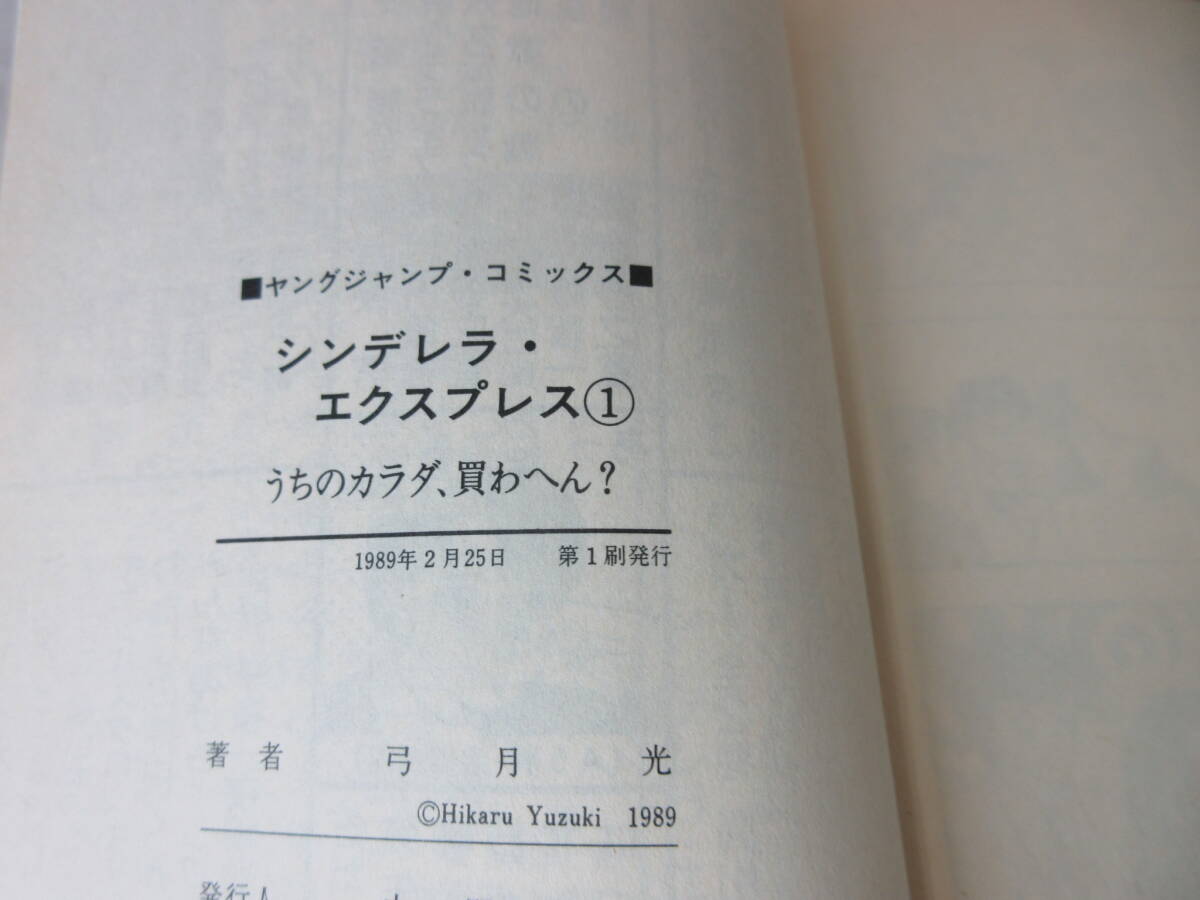 ■ヤングジャンプ・コミックス■
シンデレラ・
エクスプレス①
うちのカラダ、買わへん？
1989年2月25日 第1刷発行
著者 弓月光
©Hikaru Yuzuki 1989
発行人